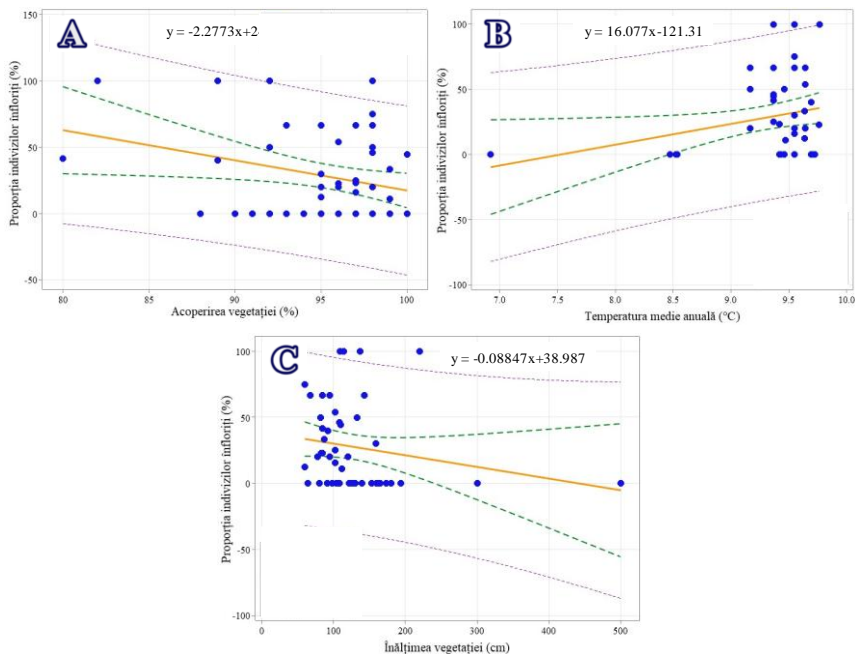 A
y = -2.2773x+2
Proporția indivizilor înfloriți (%)
150
100
50
0
-50
80
85
90
95
100
Acoperirea vegetației (%)
B
y = 16.077x-121.31
Proporția indivizilor înfloriți (%)
100
50
0
-50
-100
7.0
7.5
8.0
8.5
9.0
9.5
10.0
Temperatura medie anuală (°C)
C
y = -0.08847x+38.987
Proporția indivizilor înfloriți (%)
100
50
0
-50
-100
0
100
200
300
400
500
Înălțimea vegetației (cm)